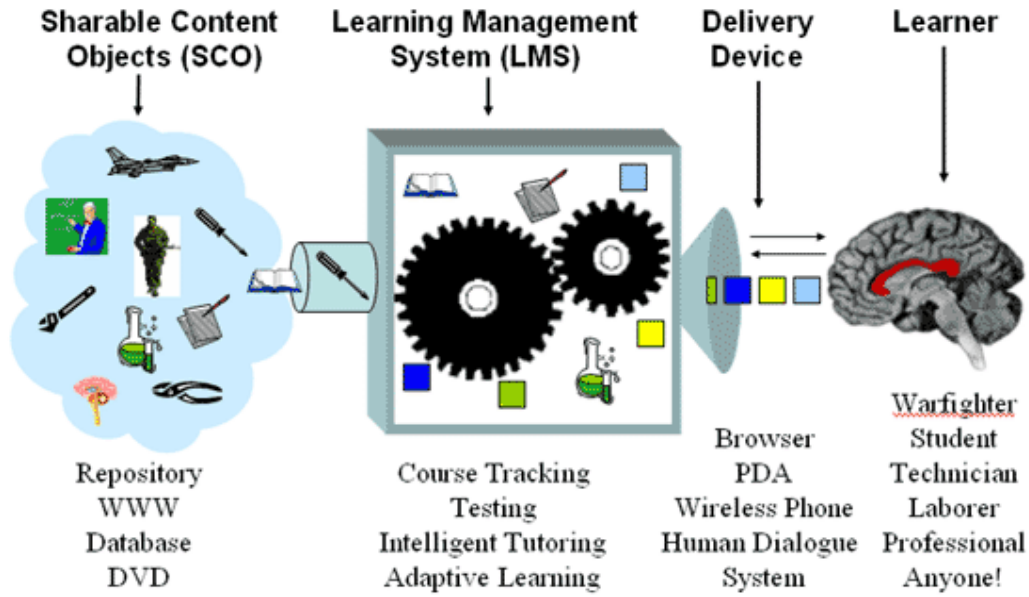 Sharable Content
Objects (SCO)
Learning Management
System (LMS)
Delivery
Device
Learner
Repository
WWW
Database
DVD
Course Tracking
Testing
Intelligent Tutoring
Adaptive Learning
Browser
PDA
Wireless Phone
Human Dialogue
System
Warfighter
Student
Technician
Laborer
Professional
Anyone!